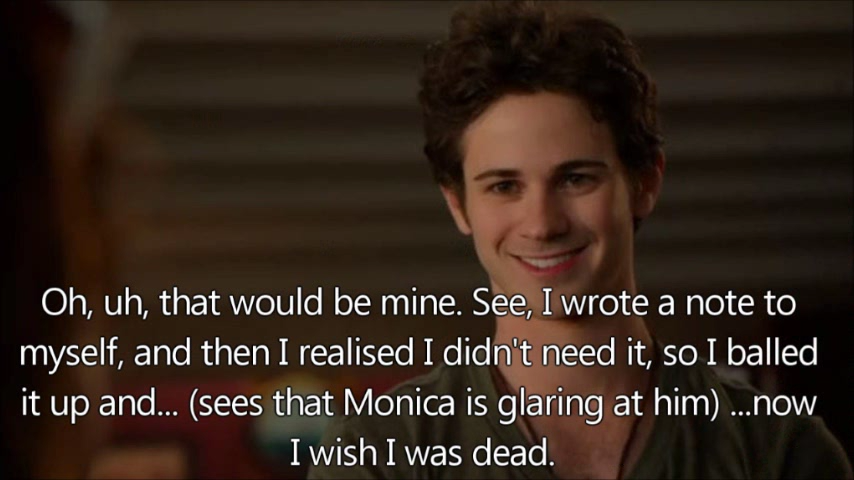 Oh, uh, that would be mine. See, I wrote a note to
myself, and then I realised I didn't need it, so I balled
it up and... (sees that Monica is glaring at him) ...now
I wish I was dead.